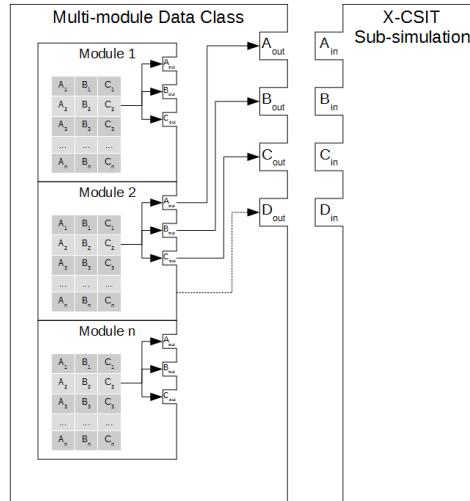 Multi-module Data Class
X-CSIT
Sub-simulation
Module 1
A1 B1 C1
A2 B2 C2
A3 B3 C3
... ... ...
An Bn Cn
Aout
Bout
Cout
Module 2
A1 B1 C1
A2 B2 C2
A3 B3 C3
... ... ...
An Bn Cn
Aout
Bout
Cout
Module n
A1 B1 C1
A2 B2 C2
A3 B3 C3
... ... ...
An Bn Cn
Aout
Bout
Cout
Aout
Bout
Cout
Dout
Ain
Bin
Cin
Din